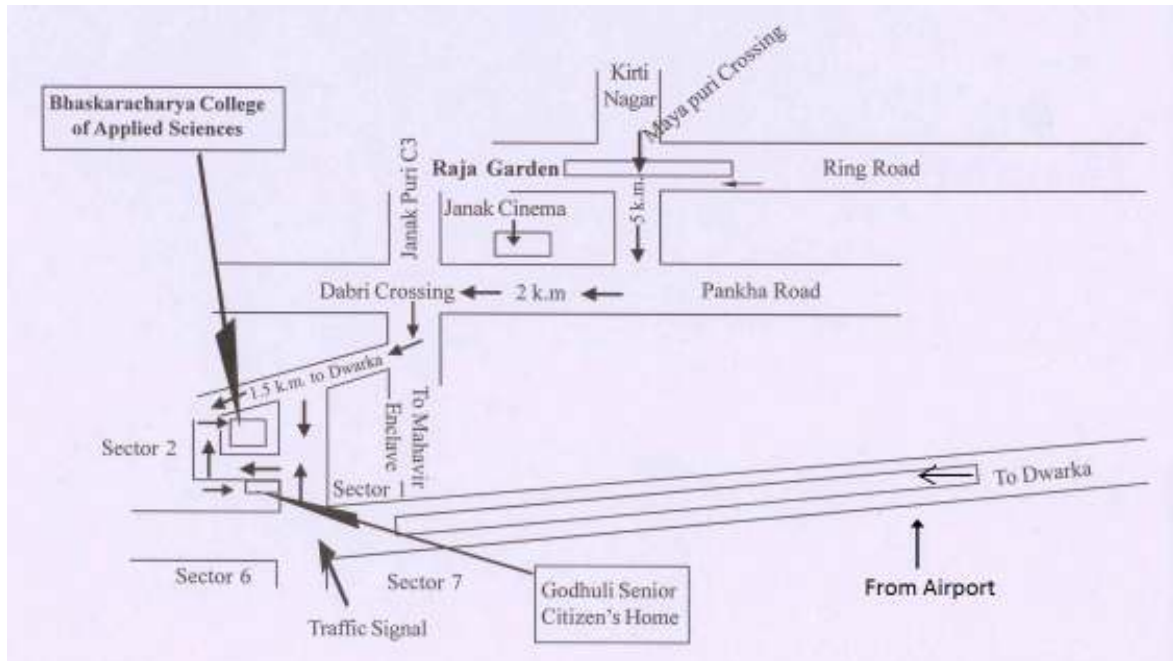 Kirti
Nagar
Maya puri Crossing
Bhaskaracharya College
of Applied Sciences
Janak Puri C3
Raja Garden
Ring Road
5 k.m.
Janak Cinema
Dabri Crossing
2 k.m
Pankha Road
1.5 k.m. to Dwarka
To Mahavir
Enclave
Sector 2
Sector 1
To Dwarka
Sector 6
Sector 7
From Airport
Godhuli Senior
Citizen's Home
Traffic Signal